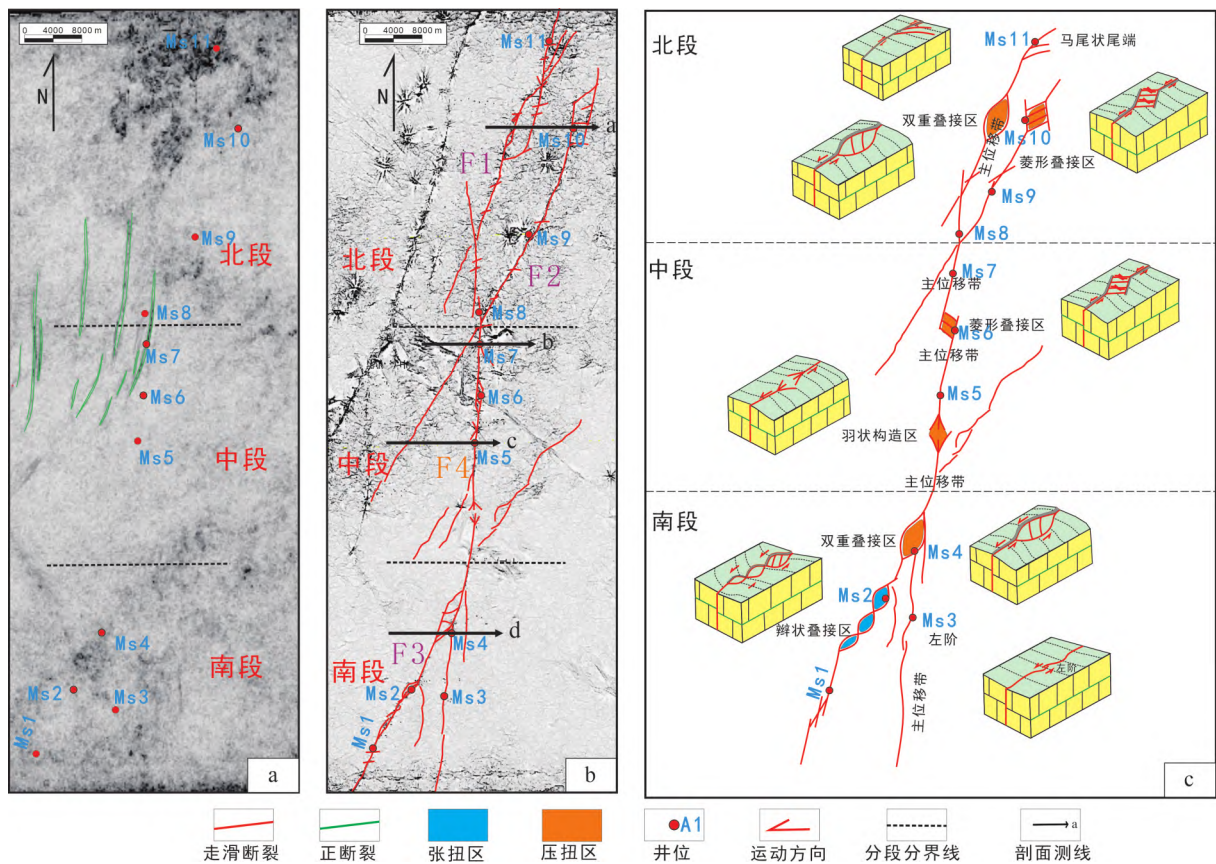 0 4000 8000 m
N
Ms11
Ms10
Ms9
北段
Ms8
Ms7
Ms6
Ms5
中段
Ms4
南段
Ms2
Ms3
Ms1
a
0 4000 8000 m
N
Ms11
a
Ms10
F1
Ms9
北段
F2
Ms8
b
Ms7
Ms6
c
中段
F4
Ms5
d
F3
Ms4
南段
Ms2
Ms3
Ms1
b
北段
Ms11
马尾状尾端
双重叠接区
主位移带
Ms10
菱形叠接区
Ms9
Ms8
中段
Ms7
主位移带
菱形叠接区
Ms6
主位移带
Ms5
羽状构造区
主位移带
南段
双重叠接区
Ms4
Ms2
Ms3
辫状叠接区
左阶
左阶
Ms1
主位移带
c
A1
a
走滑断裂
正断裂
张扭区
压扭区
井位
运动方向
分段分界线
剖面测线